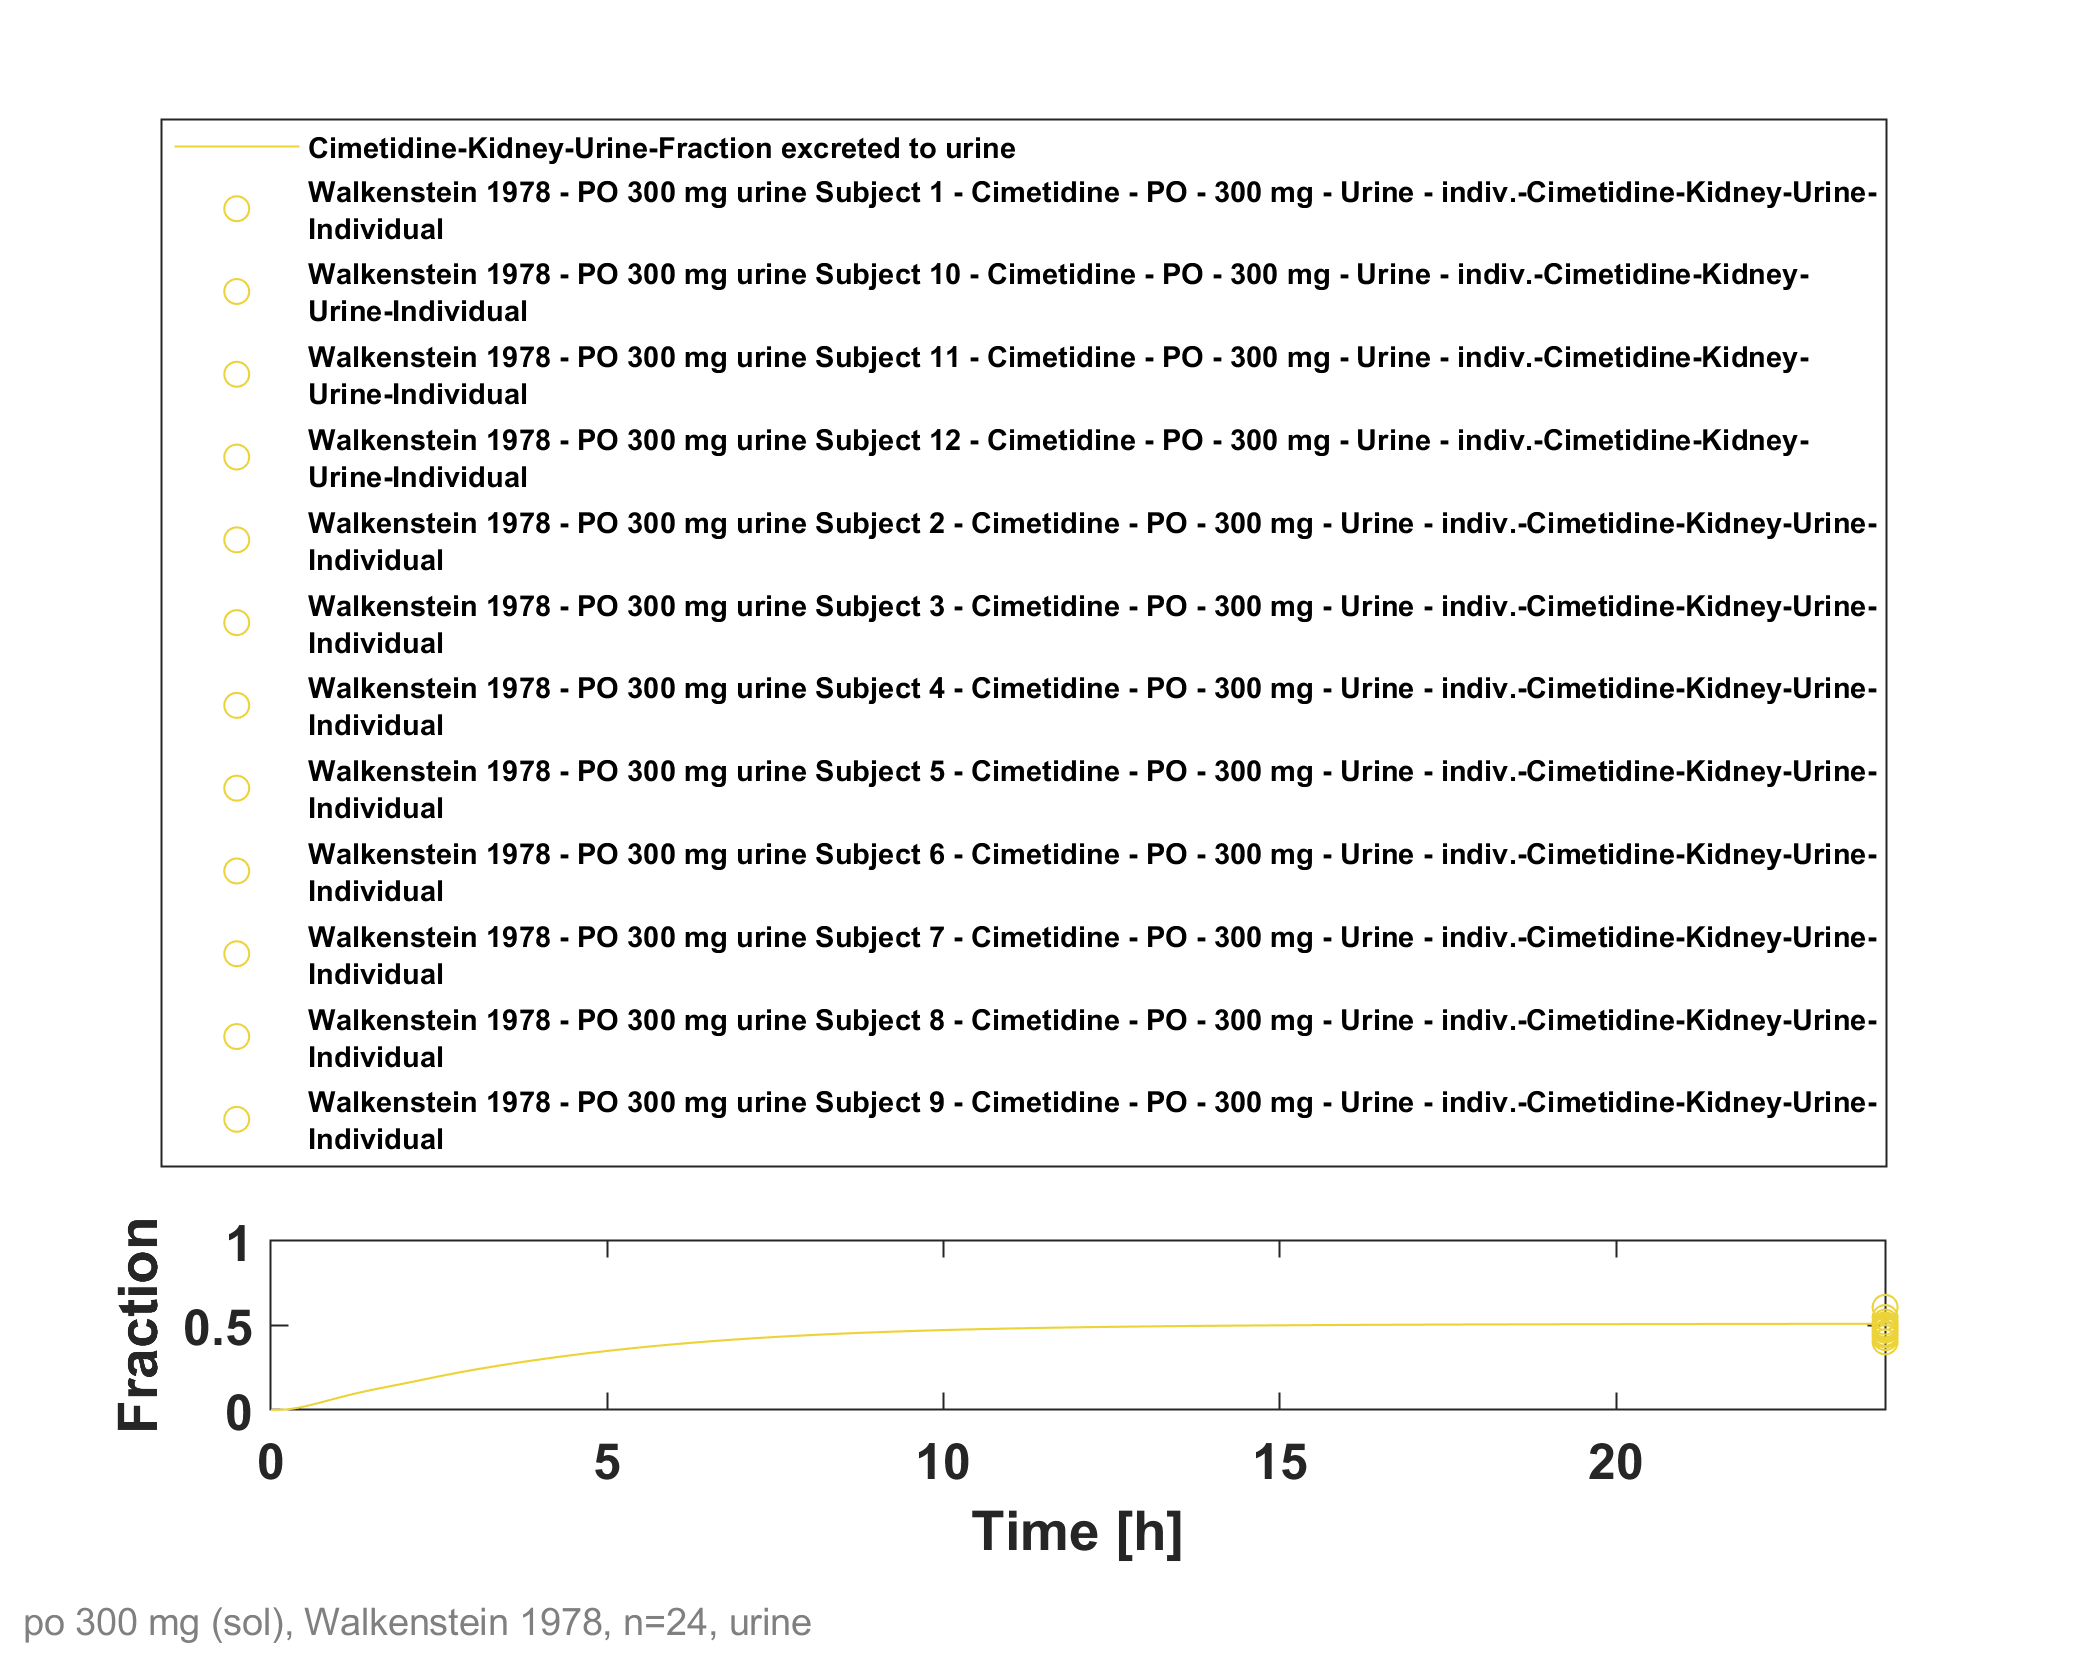 Cimetidine-Kidney-Urine-Fraction excreted to urine
Walkenstein 1978 - PO 300 mg urine Subject 1 - Cimetidine - PO - 300 mg - Urine - indiv.-Cimetidine-Kidney-Urine-
Individual
Walkenstein 1978 - PO 300 mg urine Subject 10 - Cimetidine - PO - 300 mg - Urine - indiv.-Cimetidine-Kidney-
Urine-Individual
Walkenstein 1978 - PO 300 mg urine Subject 11 - Cimetidine - PO - 300 mg - Urine - indiv.-Cimetidine-Kidney-
Urine-Individual
Walkenstein 1978 - PO 300 mg urine Subject 12 - Cimetidine - PO - 300 mg - Urine - indiv.-Cimetidine-Kidney-
Urine-Individual
Walkenstein 1978 - PO 300 mg urine Subject 2 - Cimetidine - PO - 300 mg - Urine - indiv.-Cimetidine-Kidney-Urine-
Individual
Walkenstein 1978 - PO 300 mg urine Subject 3 - Cimetidine - PO - 300 mg - Urine - indiv.-Cimetidine-Kidney-Urine-
Individual
Walkenstein 1978 - PO 300 mg urine Subject 4 - Cimetidine - PO - 300 mg - Urine - indiv.-Cimetidine-Kidney-Urine-
Individual
Walkenstein 1978 - PO 300 mg urine Subject 5 - Cimetidine - PO - 300 mg - Urine - indiv.-Cimetidine-Kidney-Urine-
Individual
Walkenstein 1978 - PO 300 mg urine Subject 6 - Cimetidine - PO - 300 mg - Urine - indiv.-Cimetidine-Kidney-Urine-
Individual
Walkenstein 1978 - PO 300 mg urine Subject 7 - Cimetidine - PO - 300 mg - Urine - indiv.-Cimetidine-Kidney-Urine-
Individual
Walkenstein 1978 - PO 300 mg urine Subject 8 - Cimetidine - PO - 300 mg - Urine - indiv.-Cimetidine-Kidney-Urine-
Individual
Walkenstein 1978 - PO 300 mg urine Subject 9 - Cimetidine - PO - 300 mg - Urine - indiv.-Cimetidine-Kidney-Urine-
Individual
Fraction
1
0.5
0
0 5 10 15 20
Time [h]
po 300 mg (sol), Walkenstein 1978, n=24, urine